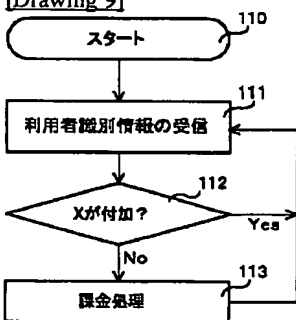 [Drawing 9]
110
スタート
111
利用者識別情報の受信
112
Xが付加？
Yes
No
113
課金処理